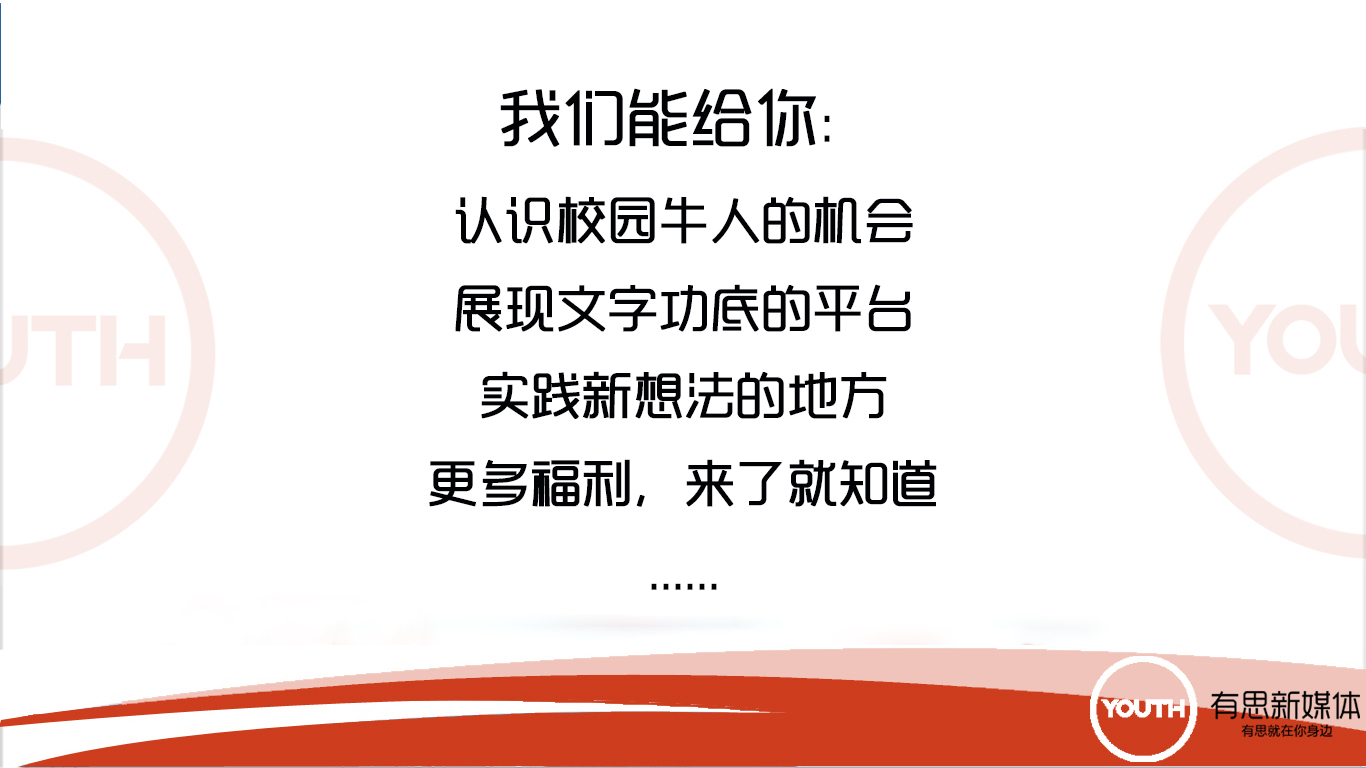 我们能给你：
认识校园牛人的机会
展现文字功底的平台
实践新想法的地方
更多福利，来了就知道
……
UTH
YOU
YOUTH
有思新媒体
有思就在你身边